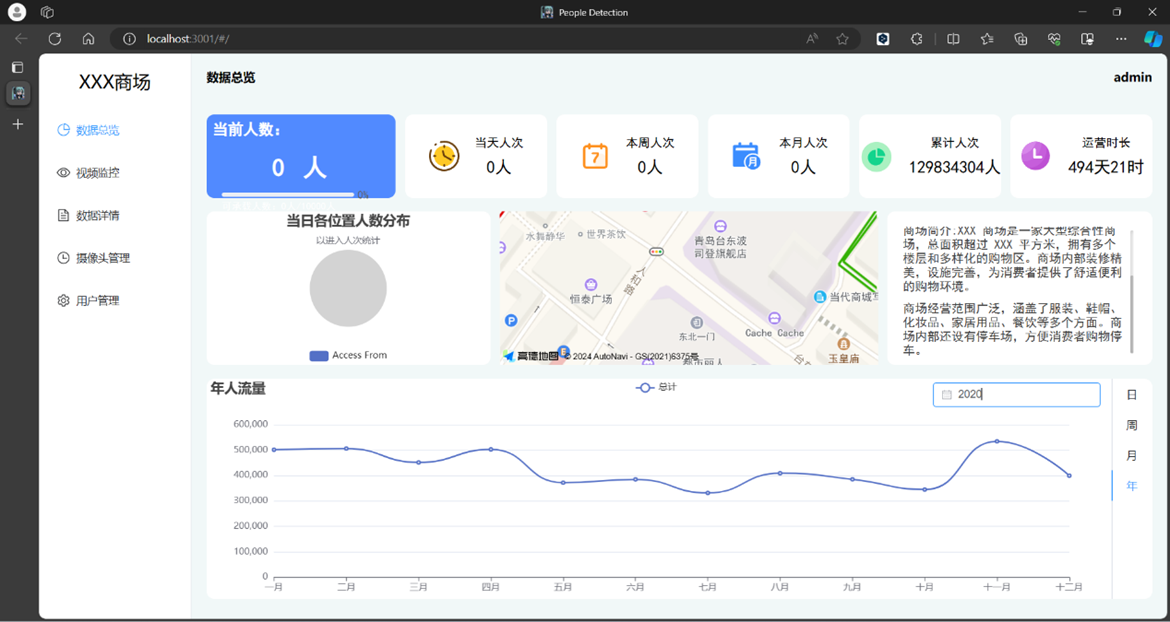 People Detection
localhost:3001/#/
XXX商场
数据总览
视频监控
数据详情
摄像头管理
用户管理
数据总览
admin
当前人数:
0 人
0%
当天人次
0人
本周人次
0人
本月人次
0人
累计人次
129834304人
运营时长
494天21时
当日各位置人数分布
以进入人次统计
Access From
水舞静华
世界茶饮
青岛台东波
司登旗舰店
人和路
恒泰广场
当代商城
P
东北一门
Cache Cache
玉皇庙
都市丽人
高德地图 © 2024 AutoNavi - GS(2021)6375号
商场简介:XXX 商场是一家大型综合性商
场，总面积超过 XXX 平方米，拥有多个
楼层和多样化的购物区。商场内部装修精
美，设施完善，为消费者提供了舒适便利
的购物环境。
商场经营范围广泛，涵盖了服装、鞋帽、
化妆品、家居用品、餐饮等多个方面。商
场内部还设有停车场，方便消费者购物停
车。
年人流量
总计
2020
日
周
月
年
600,000
500,000
400,000
300,000
200,000
100,000
0
一月 二月 三月 四月 五月 六月 七月 八月 九月 十月 十一月 十二月